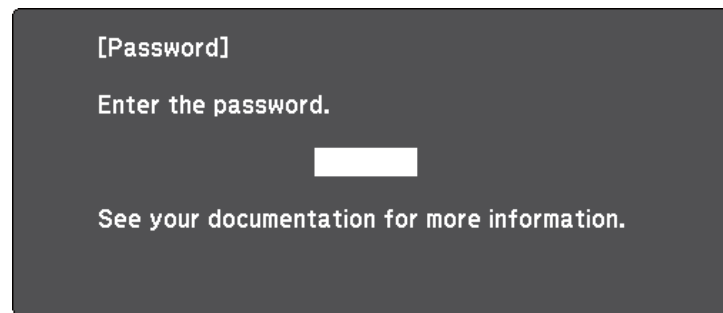 [Password]
Enter the password.
See your documentation for more information.